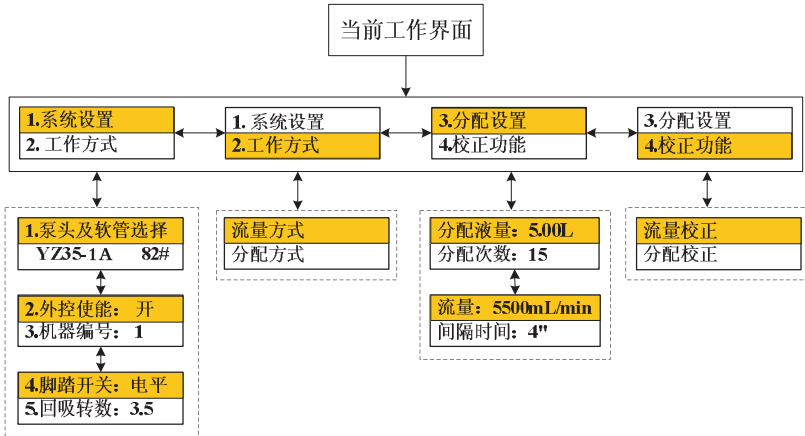 当前工作界面
1.系统设置
2.工作方式
1.系统设置
2.工作方式
3.分配设置
4.校正功能
3.分配设置
4.校正功能
1.泵头及软管选择
YZ35-1A 82#
2.外控使能：开
3.机器编号：1
4.脚踏开关：电平
5.回吸转数：3.5
流量方式
分配方式
分配液量：5.00L
分配次数：15
流量：5500mL/min
间隔时间：4"
流量校正
分配校正